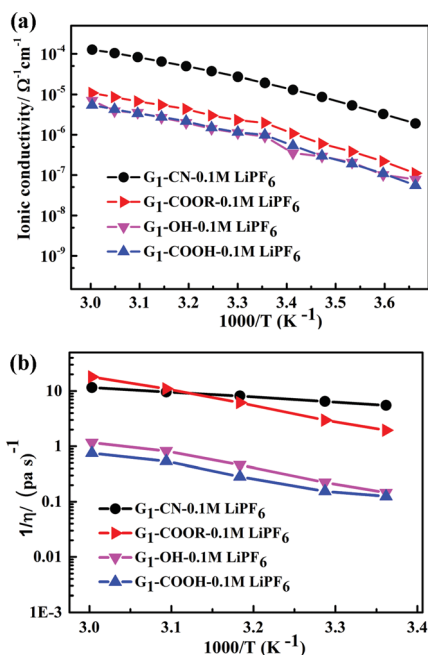 (a)
Ionic conductivity/ Ω⁻¹cm⁻¹
10⁻⁴
10⁻⁵
10⁻⁶
10⁻⁷
10⁻⁸
10⁻⁹
G₁-CN-0.1M LiPF₆
G₁-COOR-0.1M LiPF₆
G₁-OH-0.1M LiPF₆
G₁-COOH-0.1M LiPF₆
3.0 3.1 3.2 3.3 3.4 3.5 3.6
1000/T (K⁻¹)
(b)
1/η/ (pa s)⁻¹
10
1
0.1
0.01
1E-3
G₁-CN-0.1M LiPF₆
G₁-COOR-0.1M LiPF₆
G₁-OH-0.1M LiPF₆
G₁-COOH-0.1M LiPF₆
3.0 3.1 3.2 3.3 3.4
1000/T (K⁻¹)